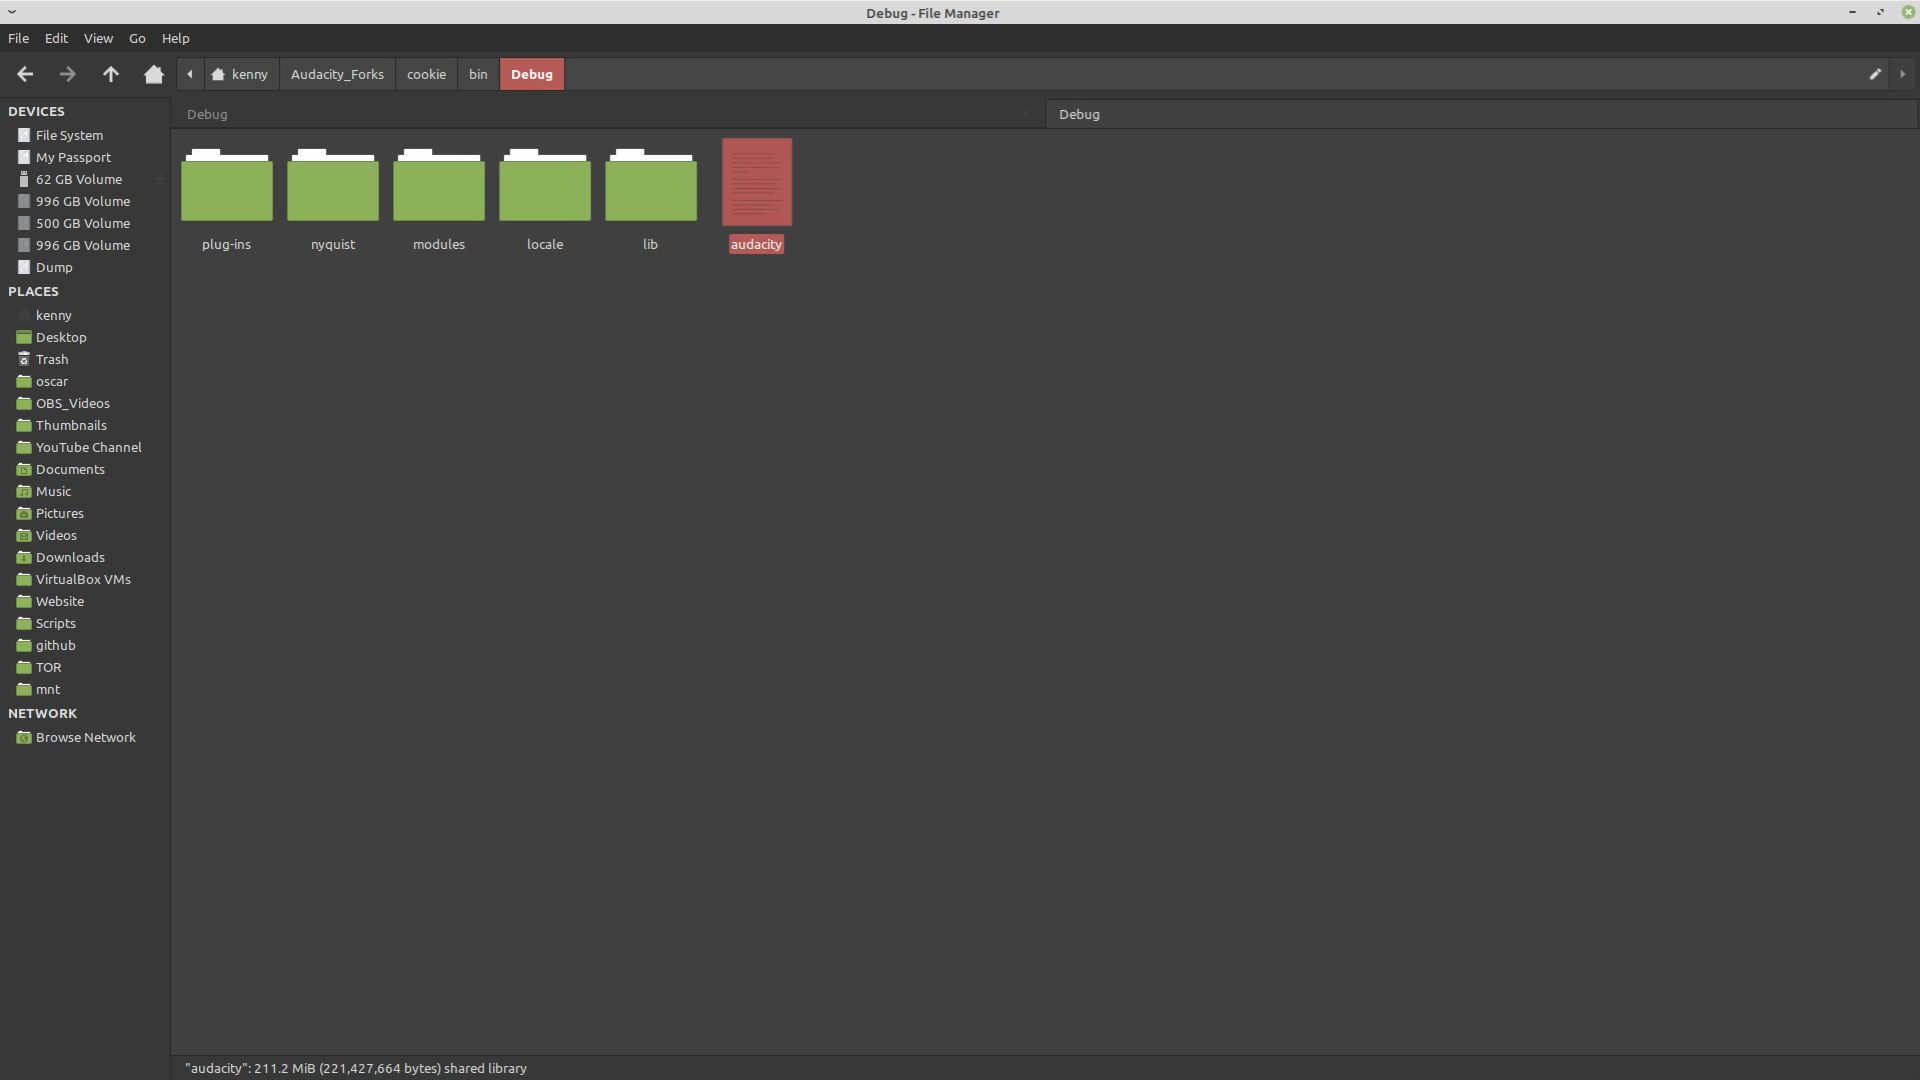 Debug - File Manager
File Edit View Go Help
kenny Audacity_Forks cookie bin Debug
DEVICES
File System
My Passport
62 GB Volume
996 GB Volume
500 GB Volume
996 GB Volume
Dump
PLACES
kenny
Desktop
Trash
oscar
OBS_Videos
Thumbnails
YouTube Channel
Documents
Music
Pictures
Videos
Downloads
VirtualBox VMs
Website
Scripts
github
TOR
mnt
NETWORK
Browse Network
Debug Debug
plug-ins nyquist modules locale lib audacity
"audacity": 211.2 MiB (221,427,664 bytes) shared library